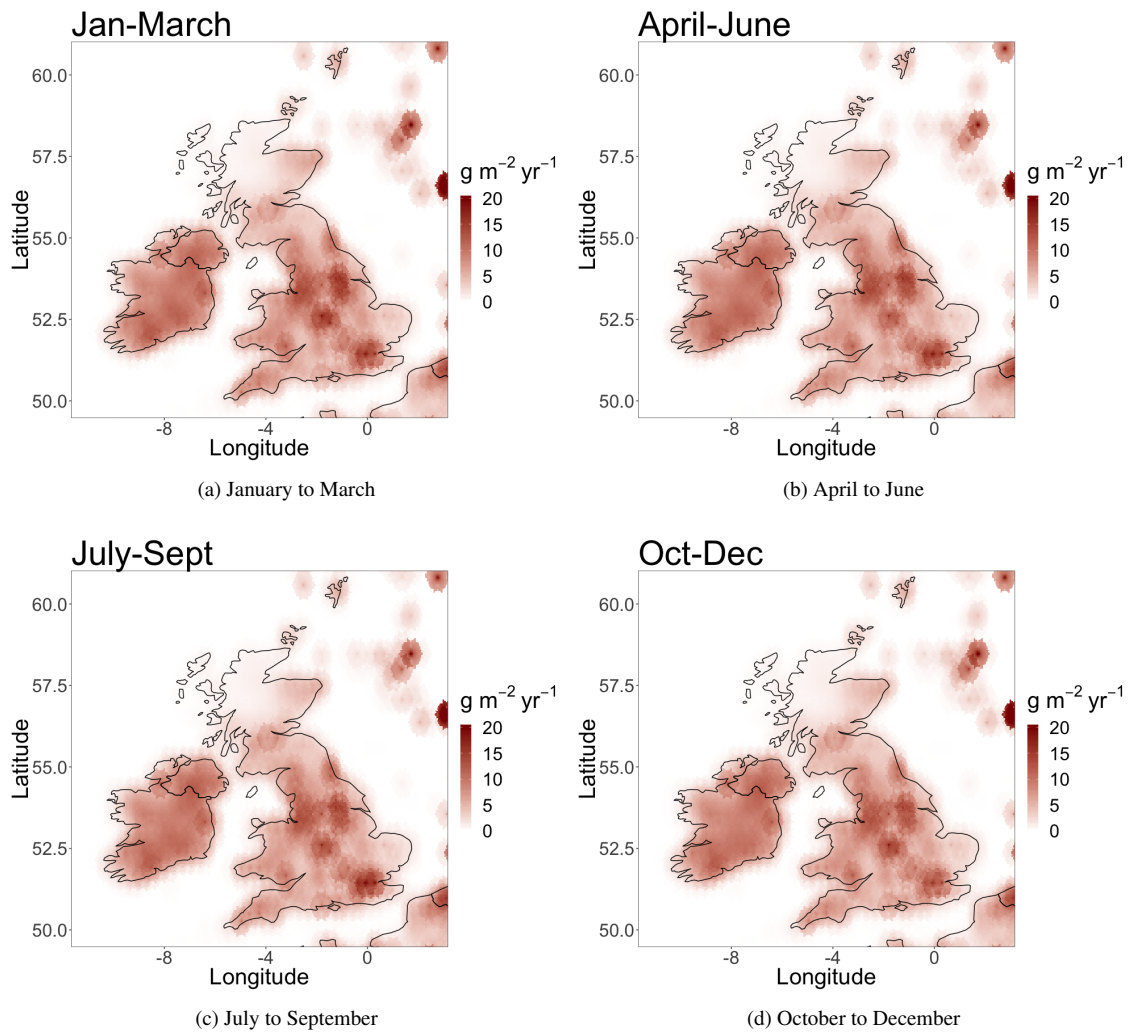 Jan-March
60.0
57.5
55.0
52.5
50.0
Latitude
-8
-4
0
Longitude
g m−2 yr−1
20
15
10
5
0
(a) January to March
April-June
60.0
57.5
55.0
52.5
50.0
Latitude
-8
-4
0
Longitude
g m−2 yr−1
20
15
10
5
0
(b) April to June
July-Sept
60.0
57.5
55.0
52.5
50.0
Latitude
-8
-4
0
Longitude
g m−2 yr−1
20
15
10
5
0
(c) July to September
Oct-Dec
60.0
57.5
55.0
52.5
50.0
Latitude
-8
-4
0
Longitude
g m−2 yr−1
20
15
10
5
0
(d) October to December